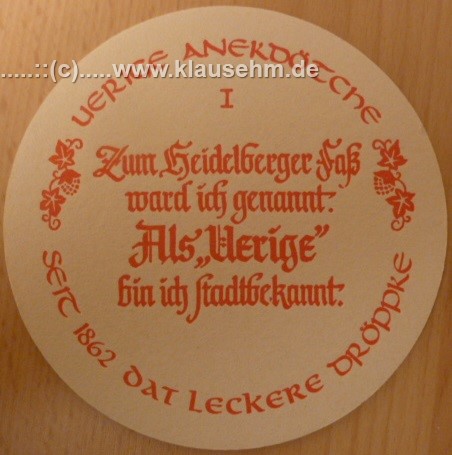 .....::(c).....www.klausehm.de
UERIGE ANEKDÖTCHE
I
Zum Heidelberger Faß
ward ich genannt.
Als „Uerige”
bin ich stadtbekannt.
SEIT 1862 DAT LECKERE DRÖPPKE